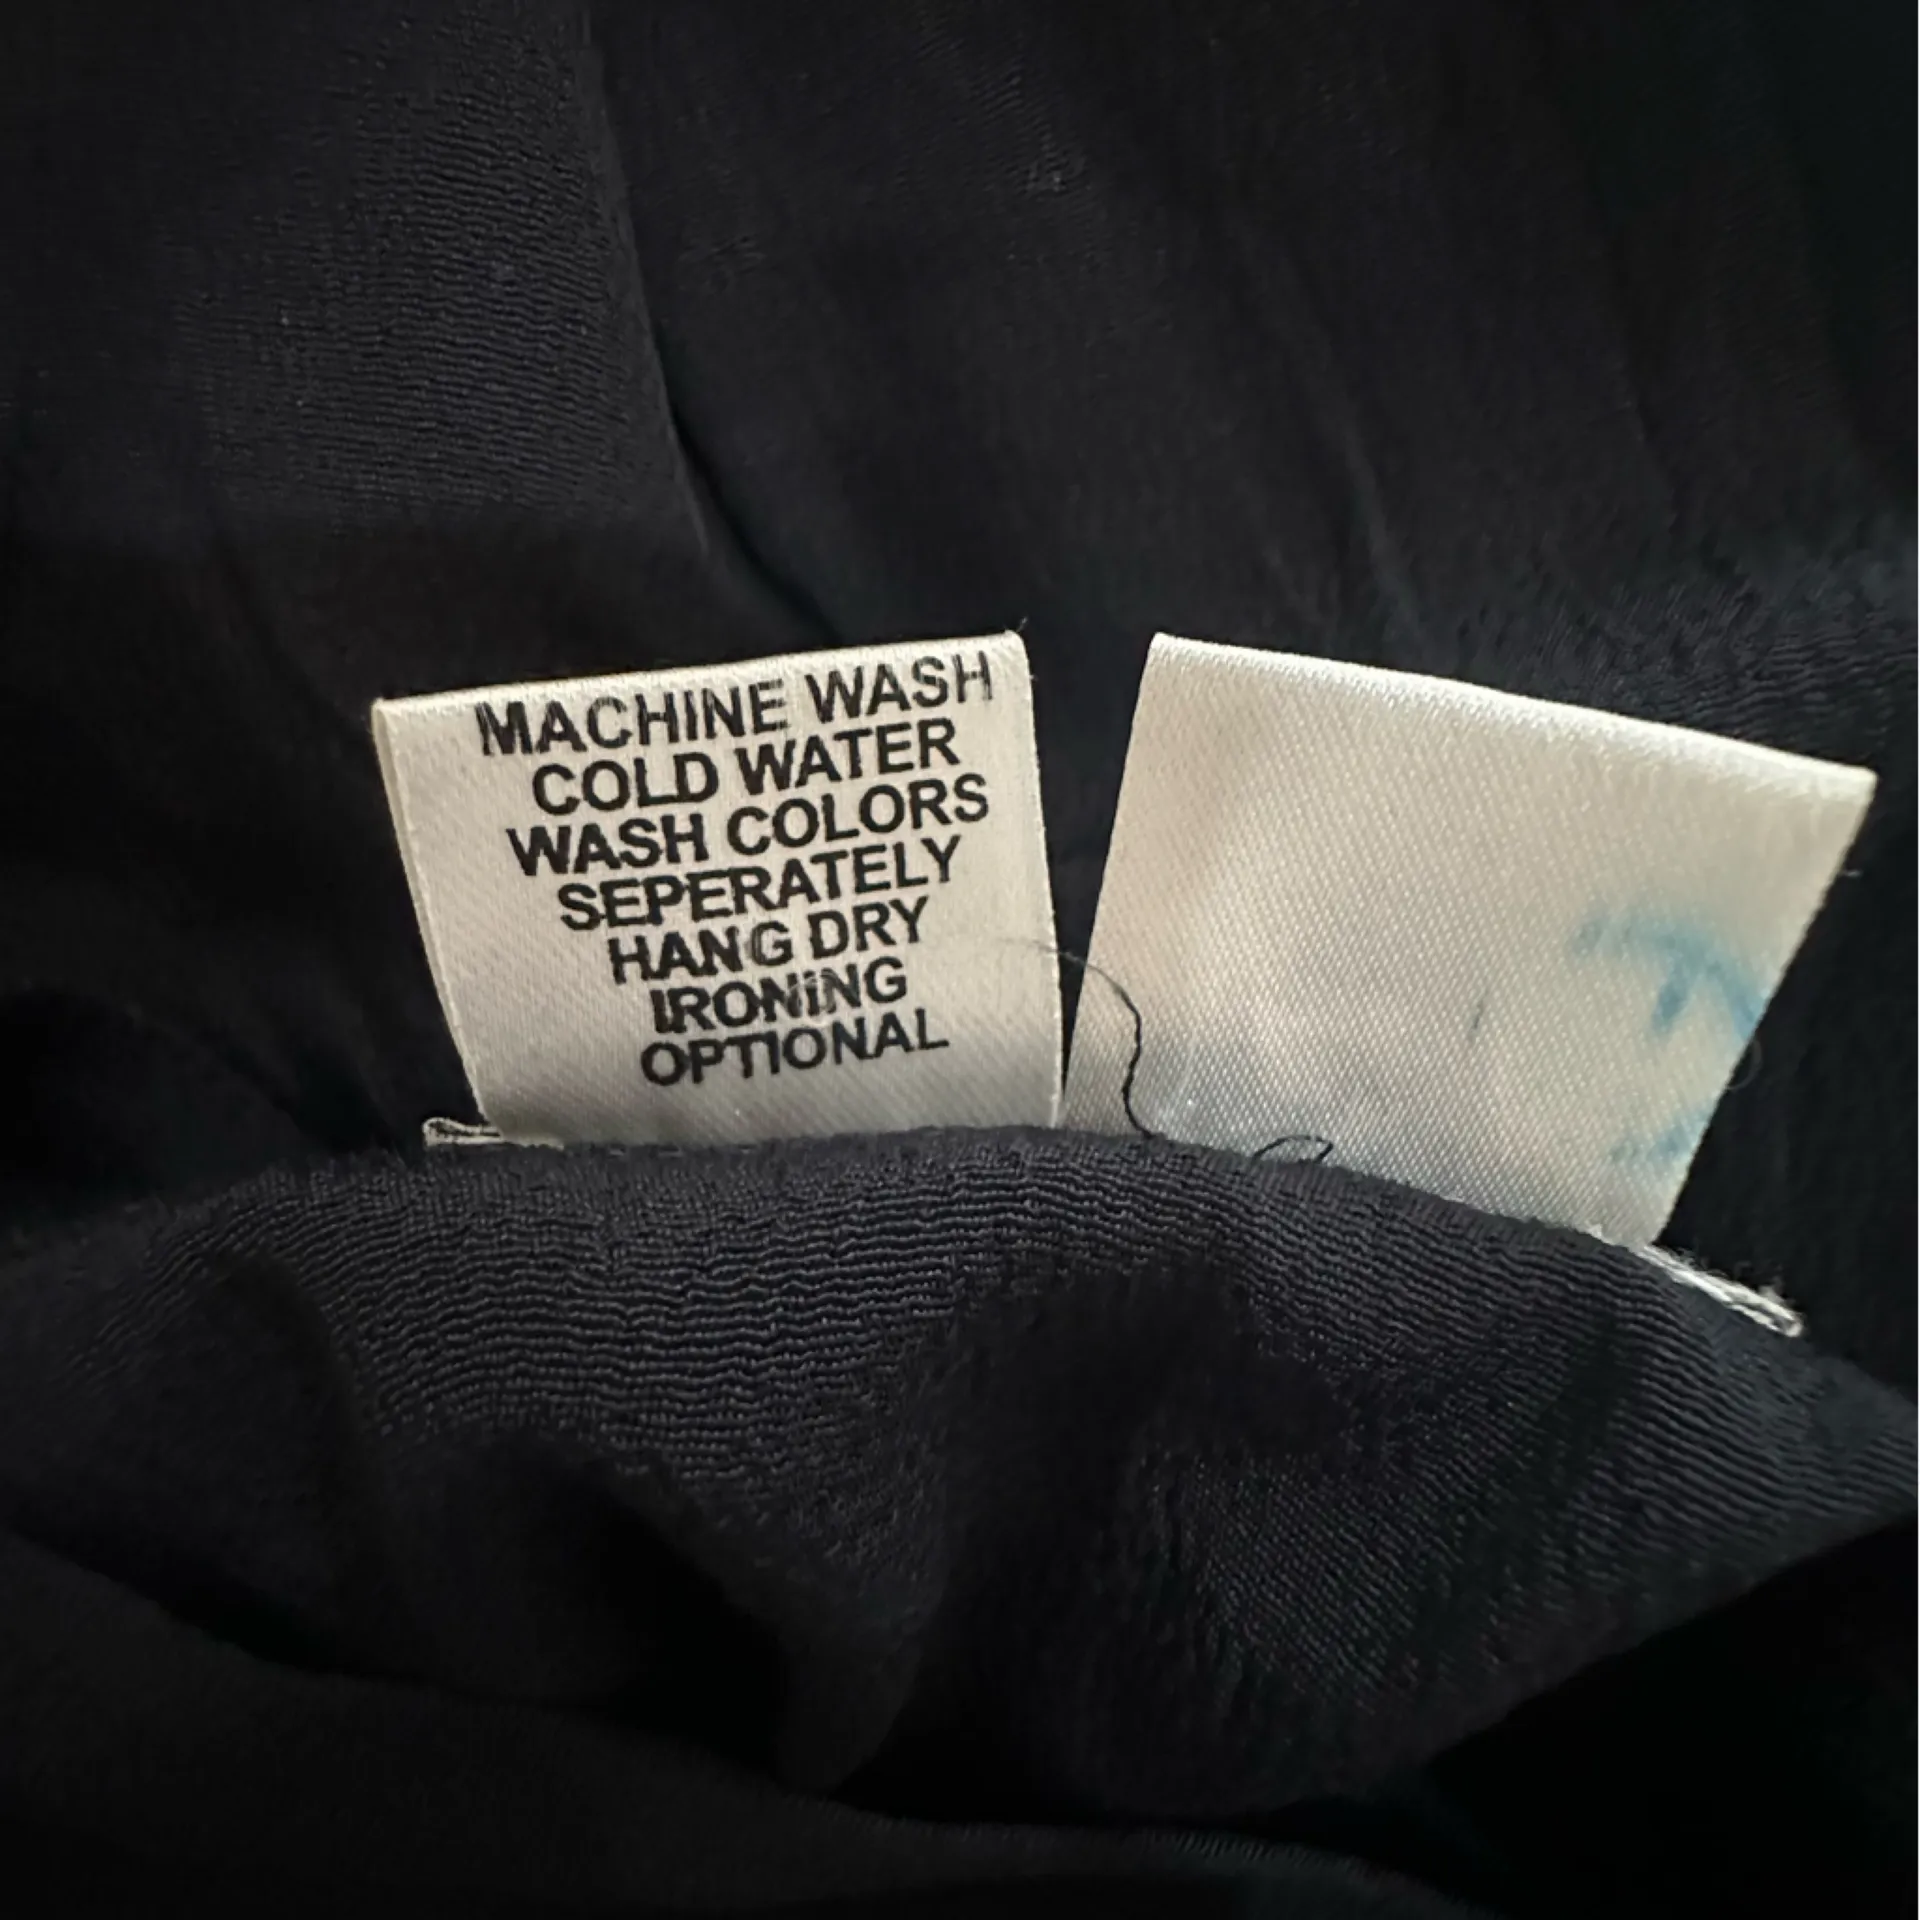 MACHINE WASH
COLD WATER
WASH COLORS
SEPERATELY
HANG DRY
IRONiNG
OPTIONAL